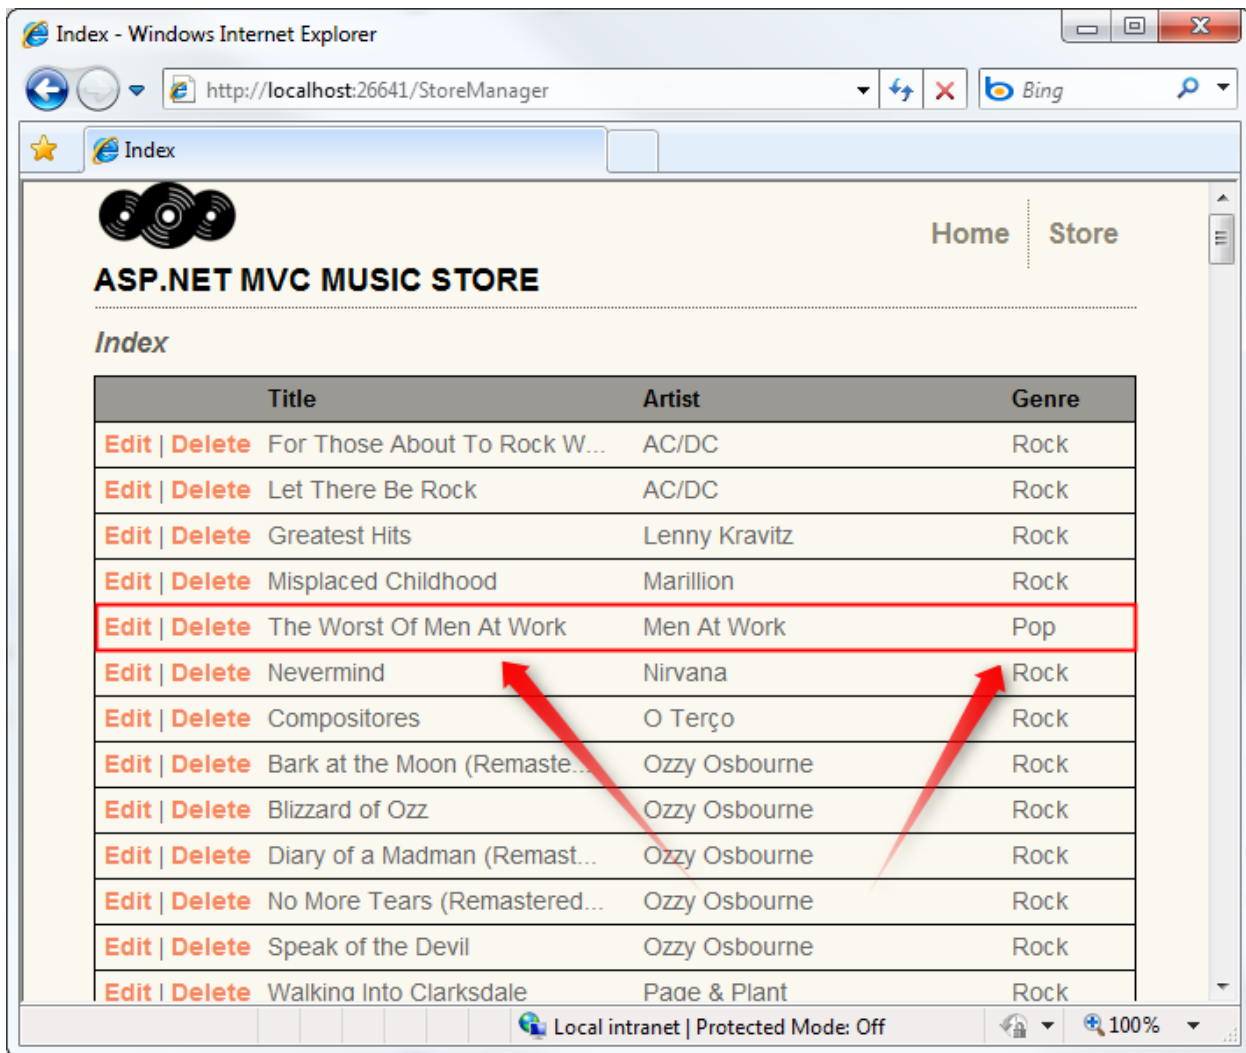 Index - Windows Internet Explorer
http://localhost:26641/StoreManager Bing
Index
Home Store
ASP.NET MVC MUSIC STORE
Index
Title Artist Genre
Edit | Delete For Those About To Rock W... AC/DC Rock
Edit | Delete Let There Be Rock AC/DC Rock
Edit | Delete Greatest Hits Lenny Kravitz Rock
Edit | Delete Misplaced Childhood Marillion Rock
Edit | Delete The Worst Of Men At Work Men At Work Pop
Edit | Delete Nevermind Nirvana Rock
Edit | Delete Compositores O Terço Rock
Edit | Delete Bark at the Moon (Remaste... Ozzy Osbourne Rock
Edit | Delete Blizzard of Ozz Ozzy Osbourne Rock
Edit | Delete Diary of a Madman (Remast... Ozzy Osbourne Rock
Edit | Delete No More Tears (Remastered... Ozzy Osbourne Rock
Edit | Delete Speak of the Devil Ozzy Osbourne Rock
Edit | Delete Walking Into Clarksdale Page & Plant Rock
Local intranet | Protected Mode: Off 100%